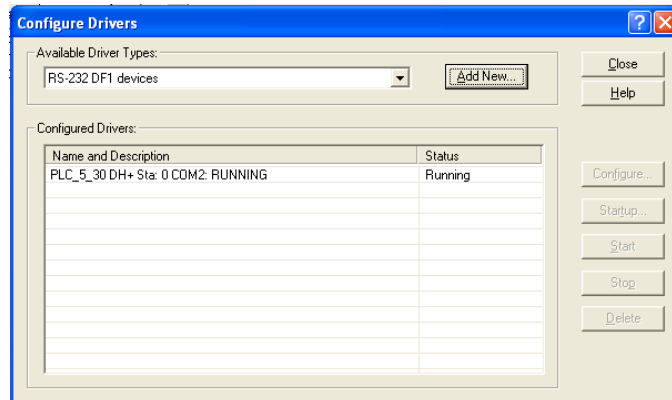 Configure Drivers
Available Driver Types:
RS-232 DF1 devices
Add New...
Close
Help
Configured Drivers:
Name and Description Status
PLC_5_30 DH+ Sta: 0 COM2: RUNNING Running
Configure...
Startup...
Start
Stop
Delete